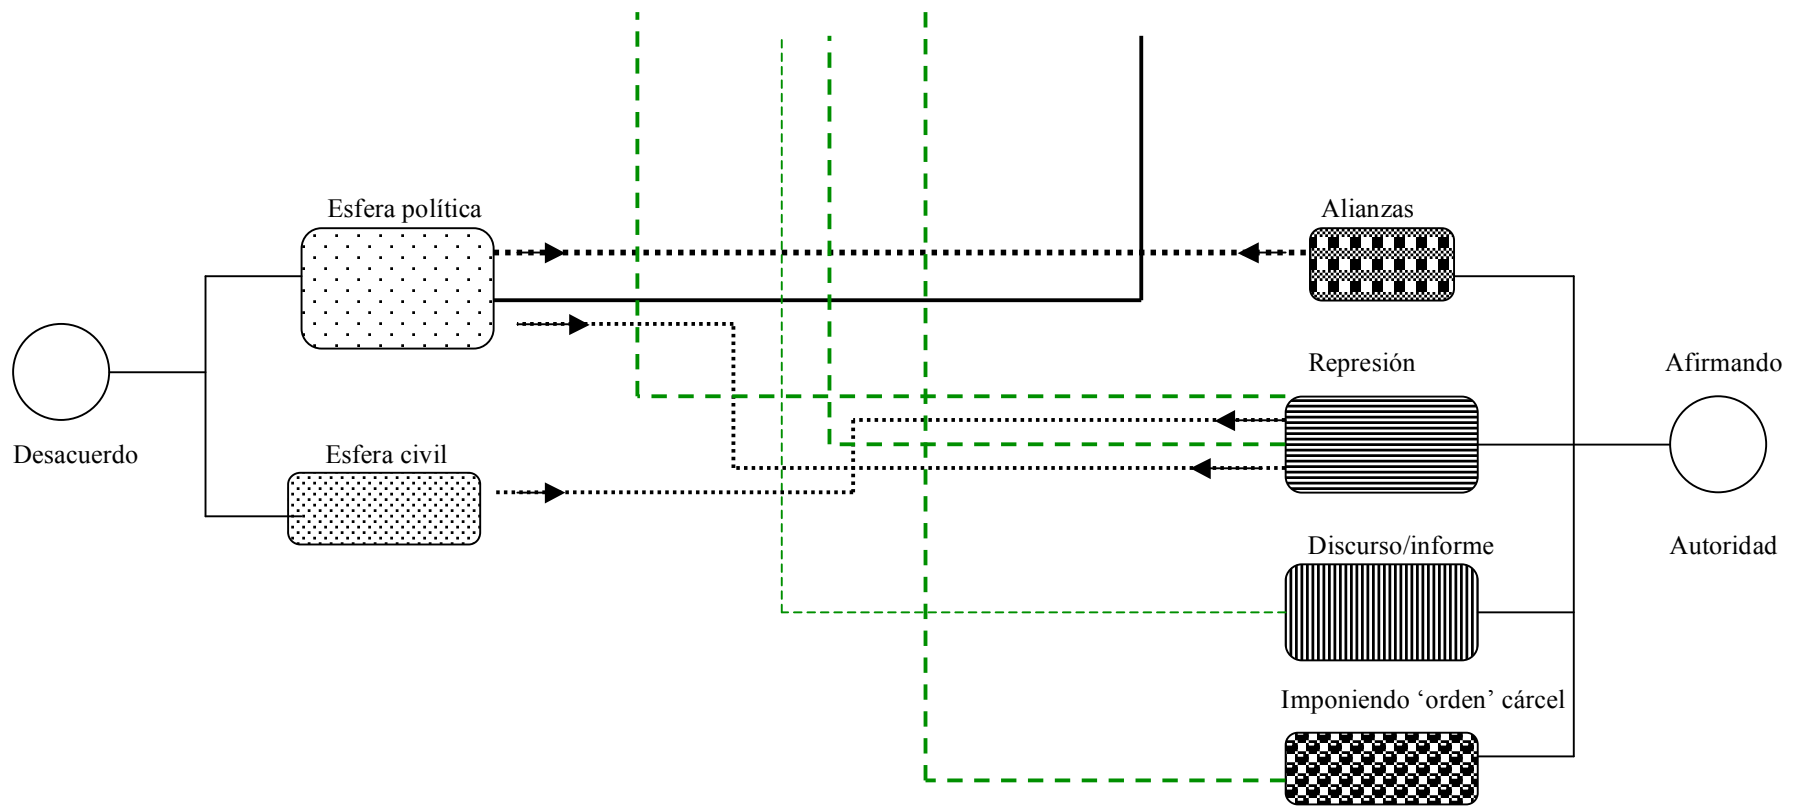 Esfera política
Alianzas
Represión
Afirmando
Desacuerdo
Esfera civil
Discurso/informe
Autoridad
Imponiendo ‘orden’ cárcel